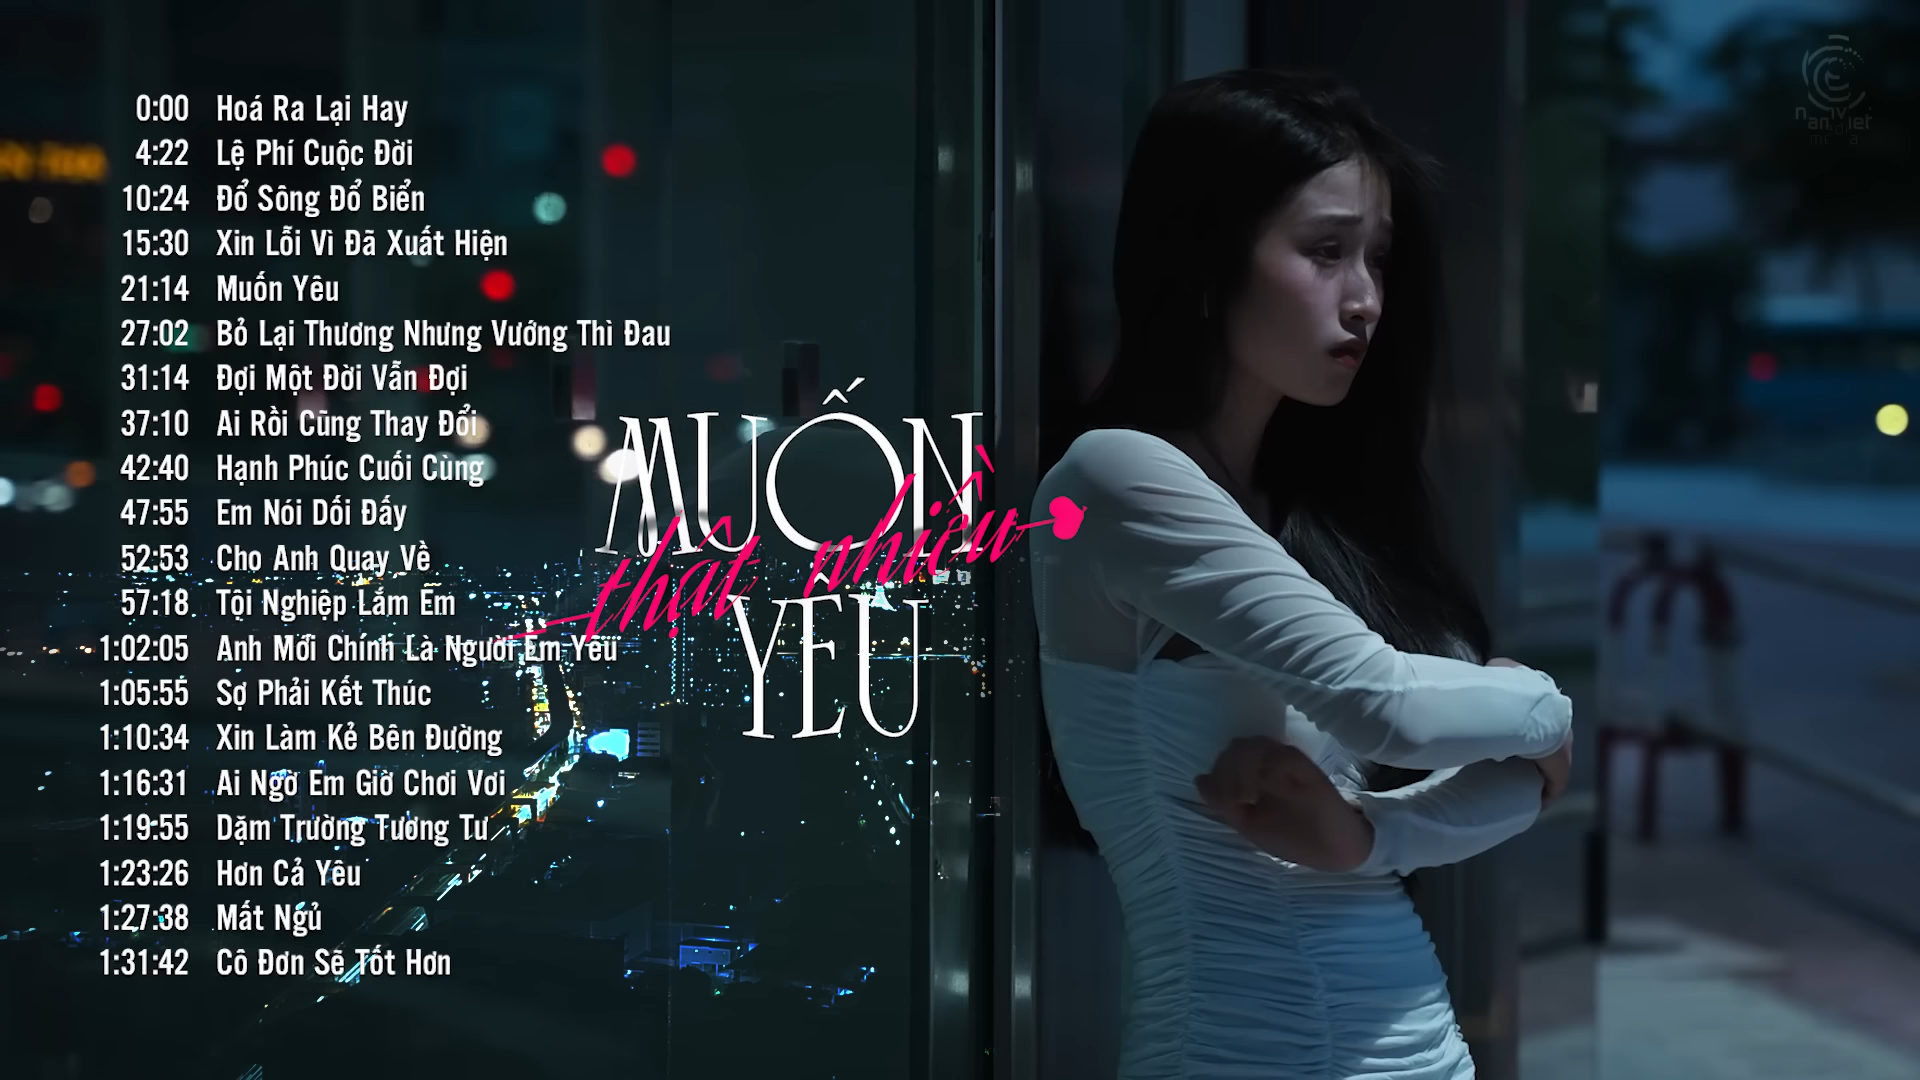 0:00 Hoá Ra Lại Hay
4:22 Lệ Phí Cuộc Đời
10:24 Đổ Sông Đổ Biển
15:30 Xin Lỗi Vì Đã Xuất Hiện
21:14 Muốn Yêu
27:02 Bỏ Lại Thương Nhưng Vướng Thì Đau
31:14 Đợi Một Đời Vẫn Đợi
37:10 Ai Rồi Cũng Thay Đổi
42:40 Hạnh Phúc Cuối Cùng
47:55 Em Nói Dối Đấy
52:53 Chọ Anh Quay Về
57:18 Tội Nghiệp Lắm Em
1:02:05 Anh Mới Chính Là Người Em Yêu
1:05:55 Sợ Phải Kết Thúc
1:10:34 Xin Làm Kẻ Bên Đường
1:16:31 Ai Ngờ Em Giờ Chơi Vơi
1:19:55 Dặm Trường Tương Tư
1:23:26 Hơn Cả Yêu
1:27:38 Mất Ngủ
1:31:42 Cô Đơn Sẽ Tốt Hơn
MUỐN
thật nhiều
YÊU